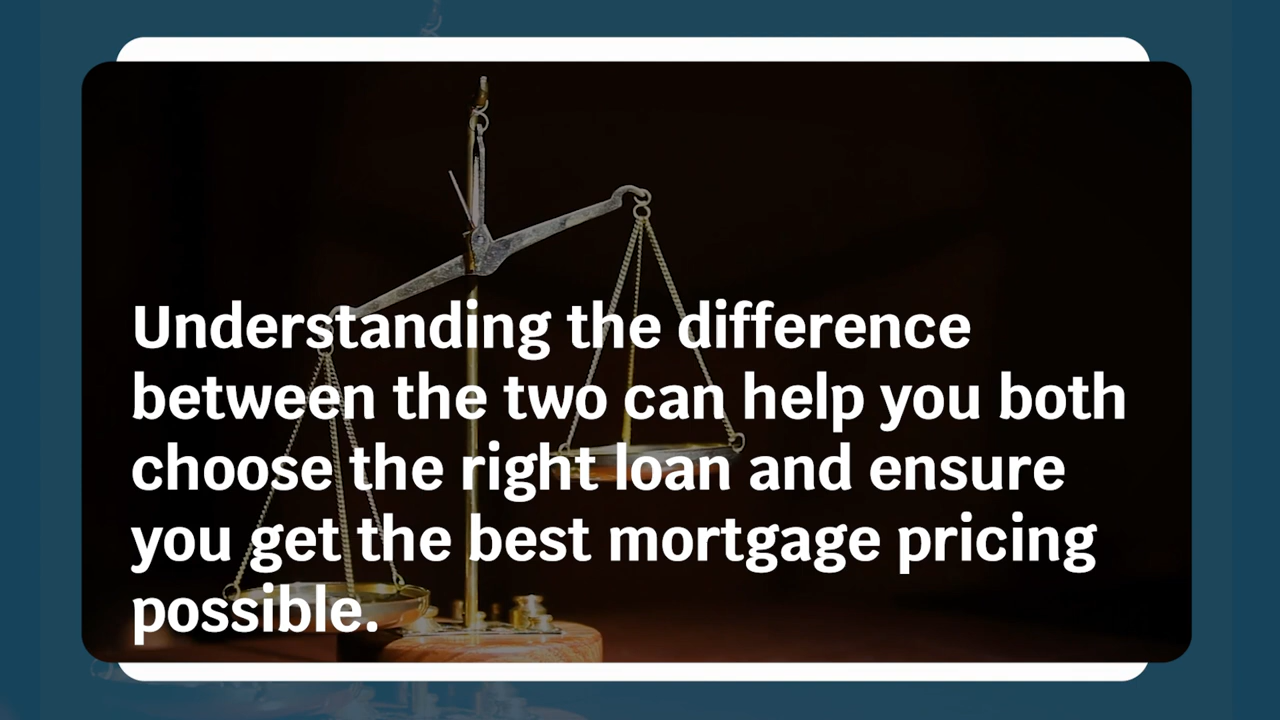 Understanding the difference
between the two can help you both
choose the right loan and ensure
you get the best mortgage pricing
possible.